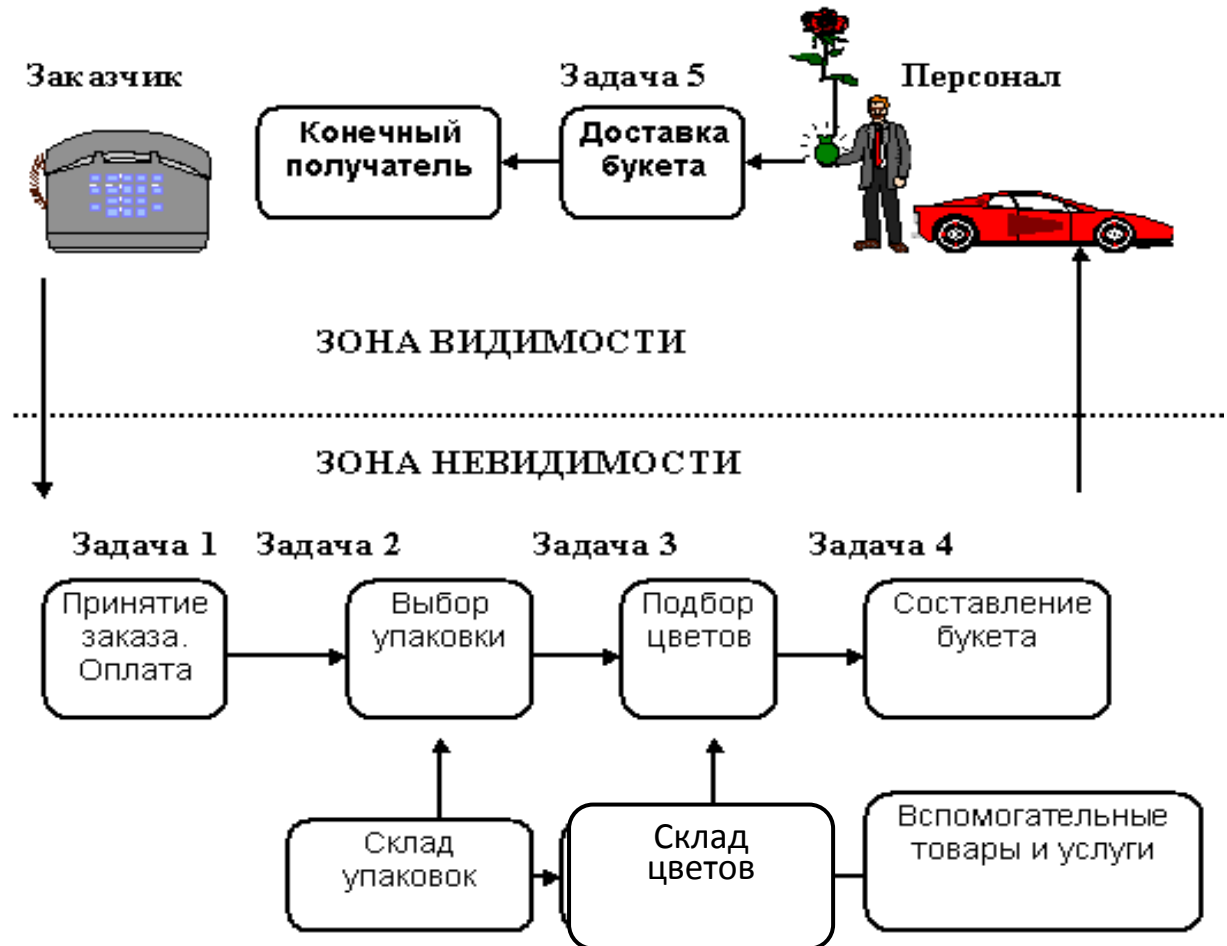 Заказчик
Задача 5
Персонал
Конечный
получатель
Доставка
букета
ЗОНА ВИДИМОСТИ
ЗОНА НЕВИДИМОСТИ
Задача 1
Задача 2
Задача 3
Задача 4
Принятие
заказа.
Оплата
Выбор
упаковки
Подбор
цветов
Составление
букета
Склад
упаковок
Склад
цветов
Вспомогательные
товары и услуги